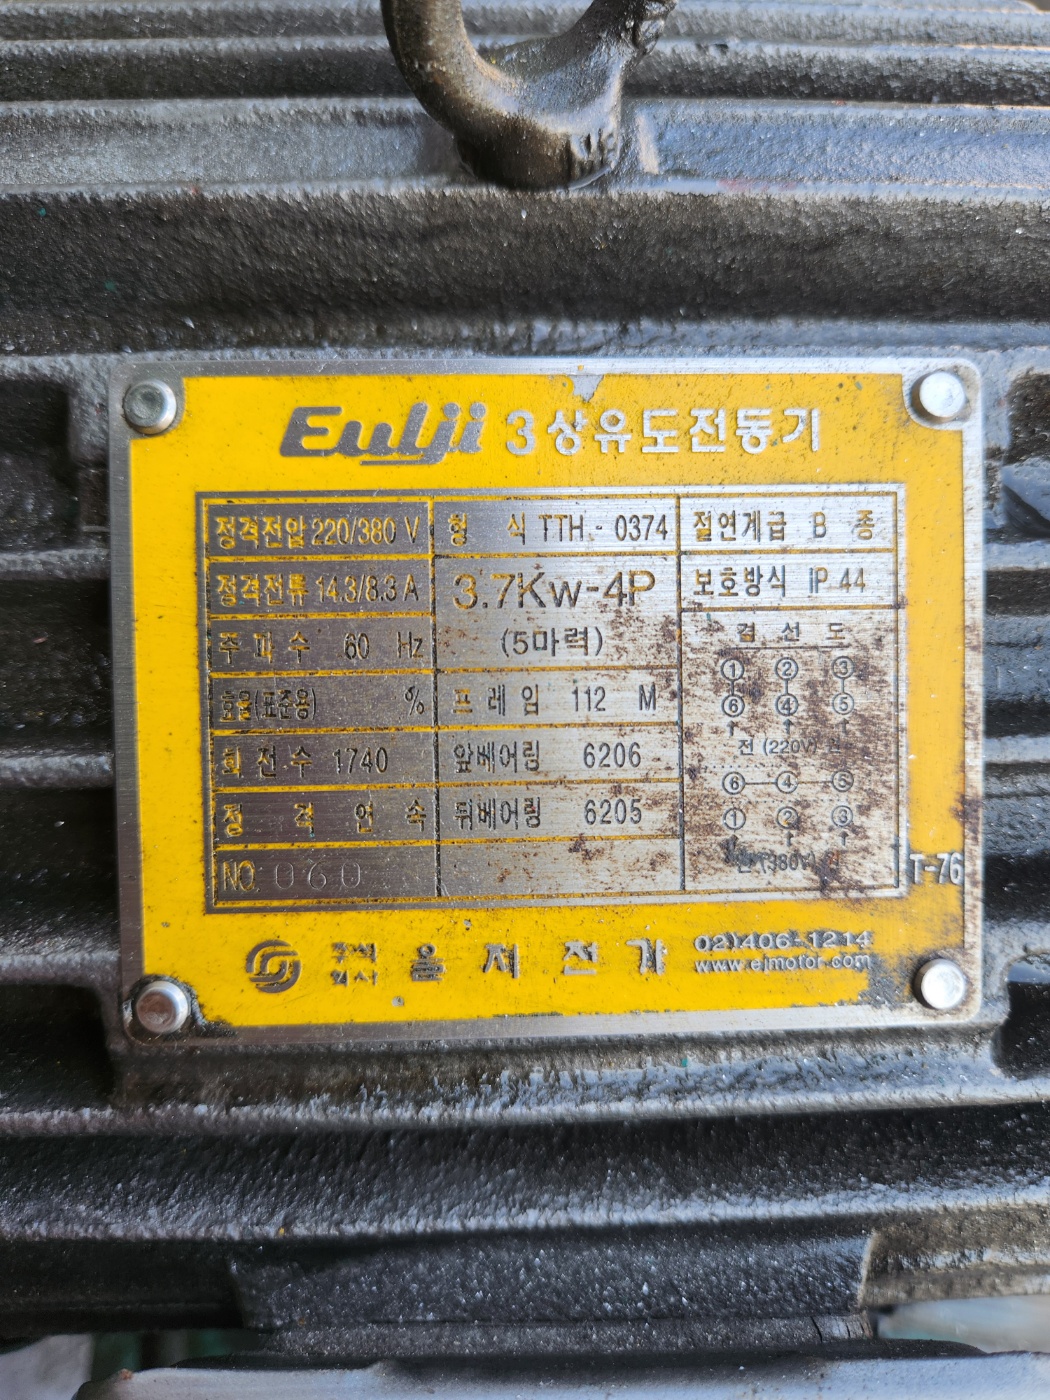 Eulji 3상유도전동기
정격전압 220/380 V 형 식 TTH - 0374 절연계급 B 종
정격전류 14.3/8.3 A 3.7Kw-4P 보호방식 IP 44
주 파 수 60 Hz (5마력) 결 선 도
① ② ③
효율(표준용) % 프레임 112 M ⑥ ④ ⑤
회 전 수 1740 앞베어링 6206 전 (220V)
⑥ ④ ⑤
정 격 연 속 뒤베어링 6205 ① ② ③
NO. 060 (380V) T-76
주식 회사 을 지 전 기 02)406-1214
www.ejmotor.com